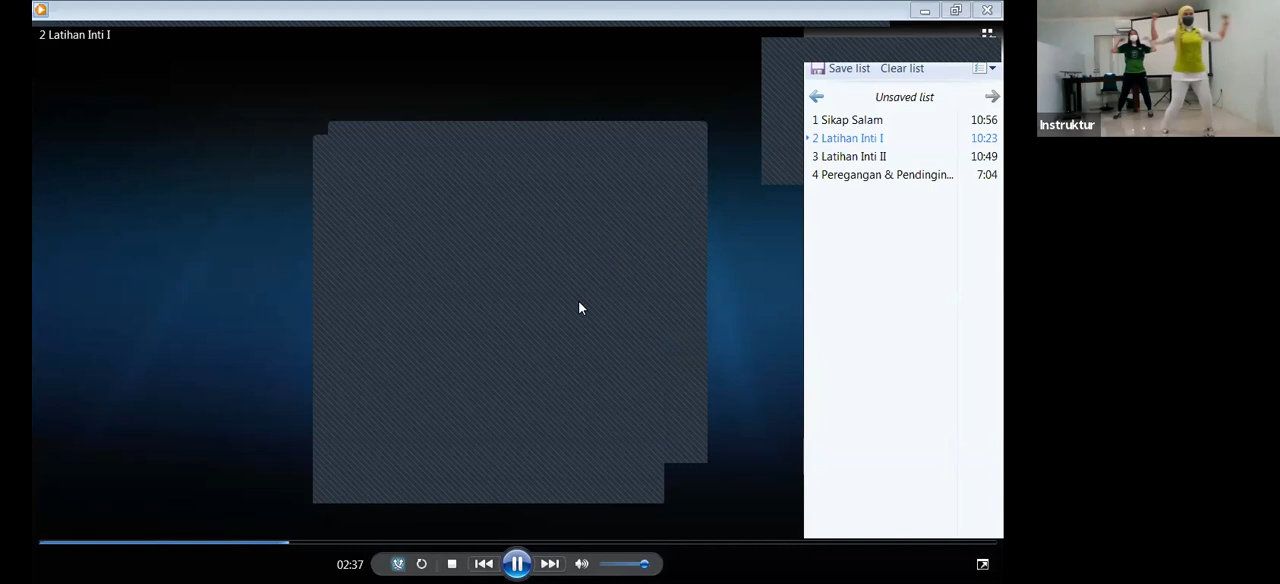 2 Latihan Inti I
Save list Clear list
Unsaved list
1 Sikap Salam 10:56
2 Latihan Inti I 10:23
3 Latihan Inti II 10:49
4 Peregangan & Pendingin... 7:04
Instruktur
02:37